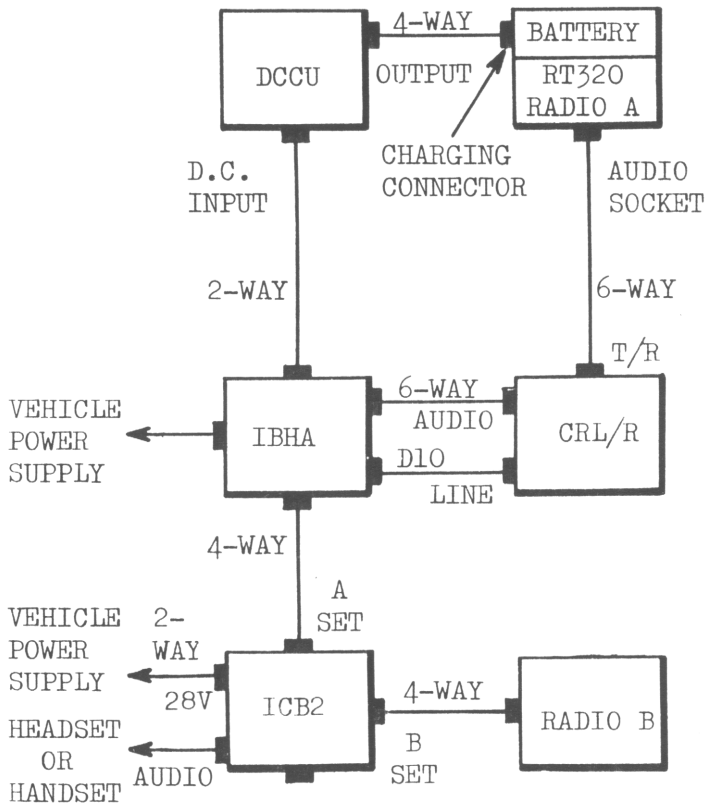 4-WAY
BATTERY
DCCU
OUTPUT
RT320
RADIO A
CHARGING
CONNECTOR
D.C.
INPUT
AUDIO
SOCKET
2-WAY
6-WAY
T/R
VEHICLE
POWER
SUPPLY
IBHA
6-WAY
AUDIO
D10
LINE
CRL/R
4-WAY
A
SET
VEHICLE
POWER
SUPPLY
2-
WAY
28V
ICB2
4-WAY
B
SET
RADIO B
HEADSET
OR
HANDSET
AUDIO